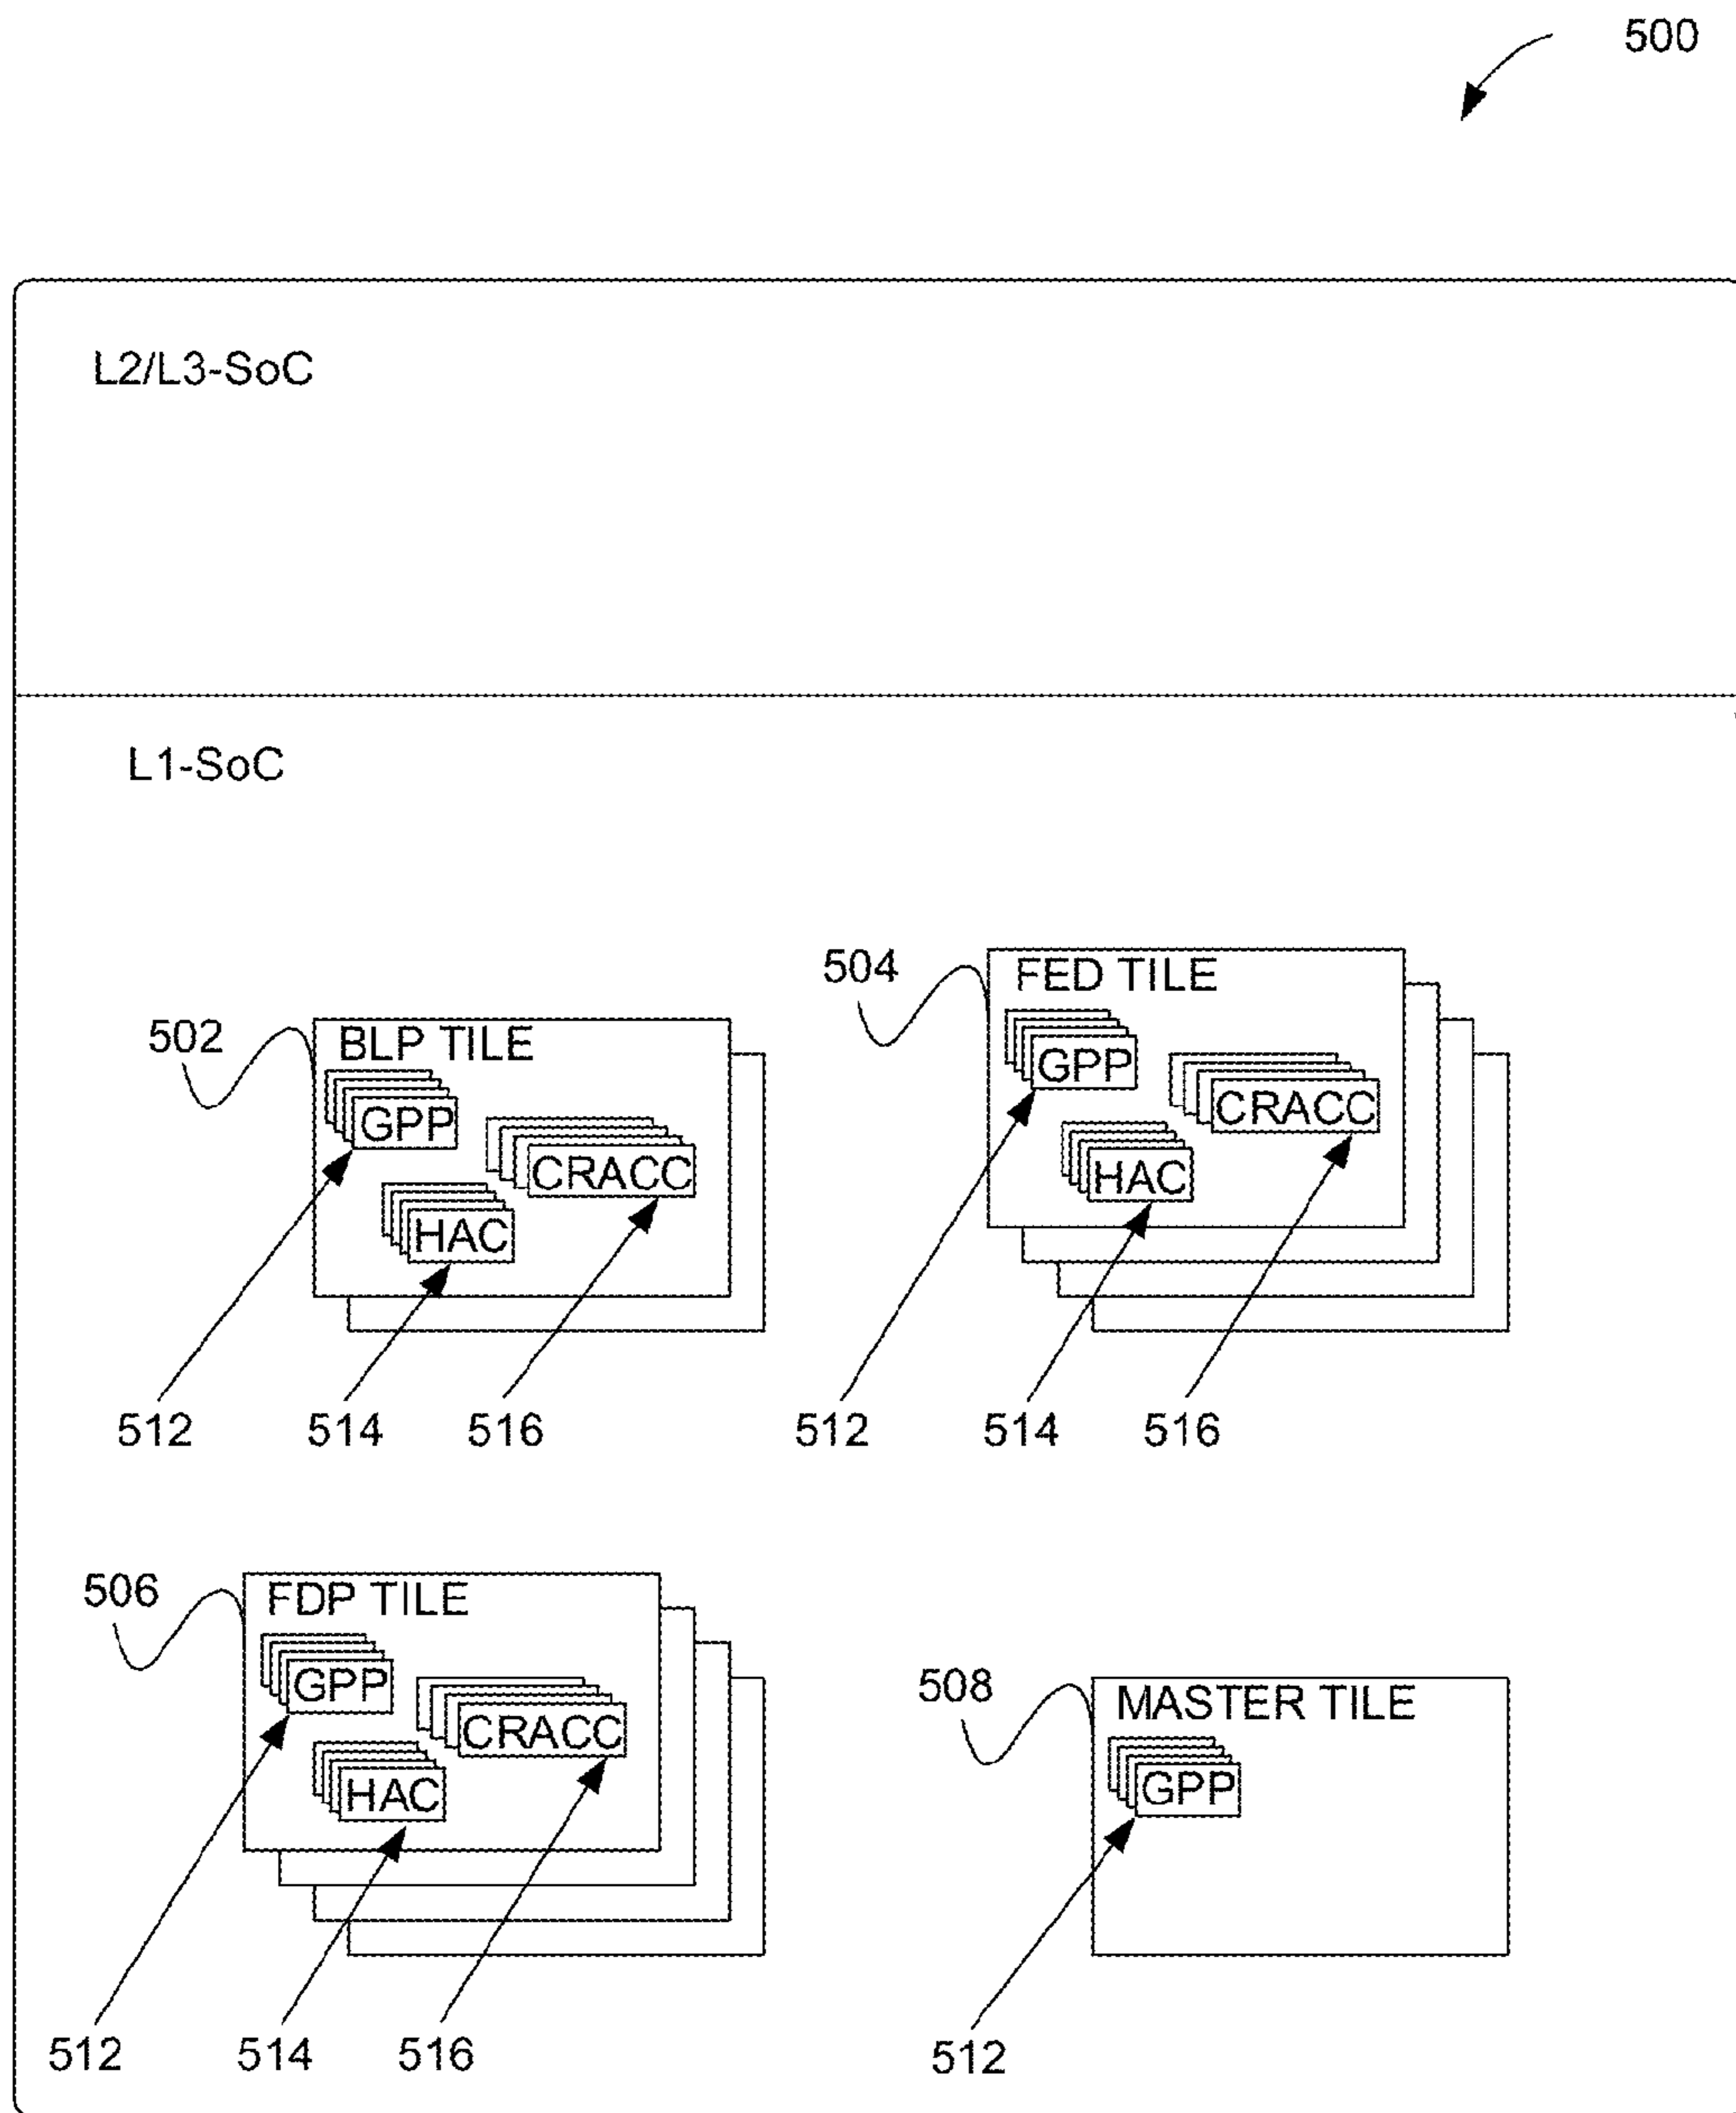 500
L2/L3-SoC
L1-SoC
502
BLP TILE
GPP
CRACC
HAC
512
514
516
504
FED TILE
GPP
CRACC
HAC
512
514
516
506
FDP TILE
GPP
CRACC
HAC
512
514
516
508
MASTER TILE
GPP
512